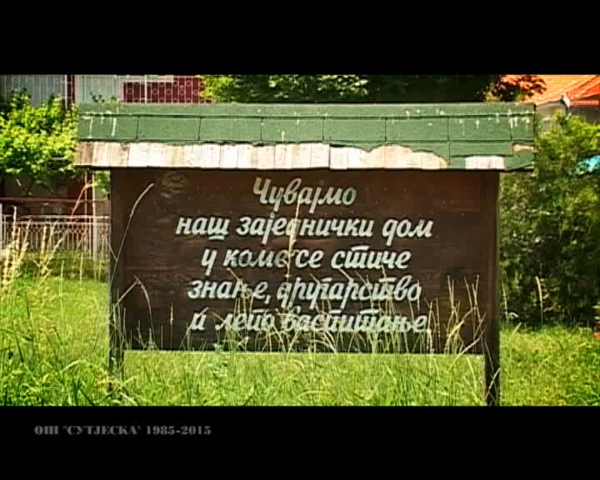 Чувајмо
наш заједнички дом
у коме се стиче
знање, другарство
и лепо васпитање
ОШ "СУТЈЕСКА" 1985-2015